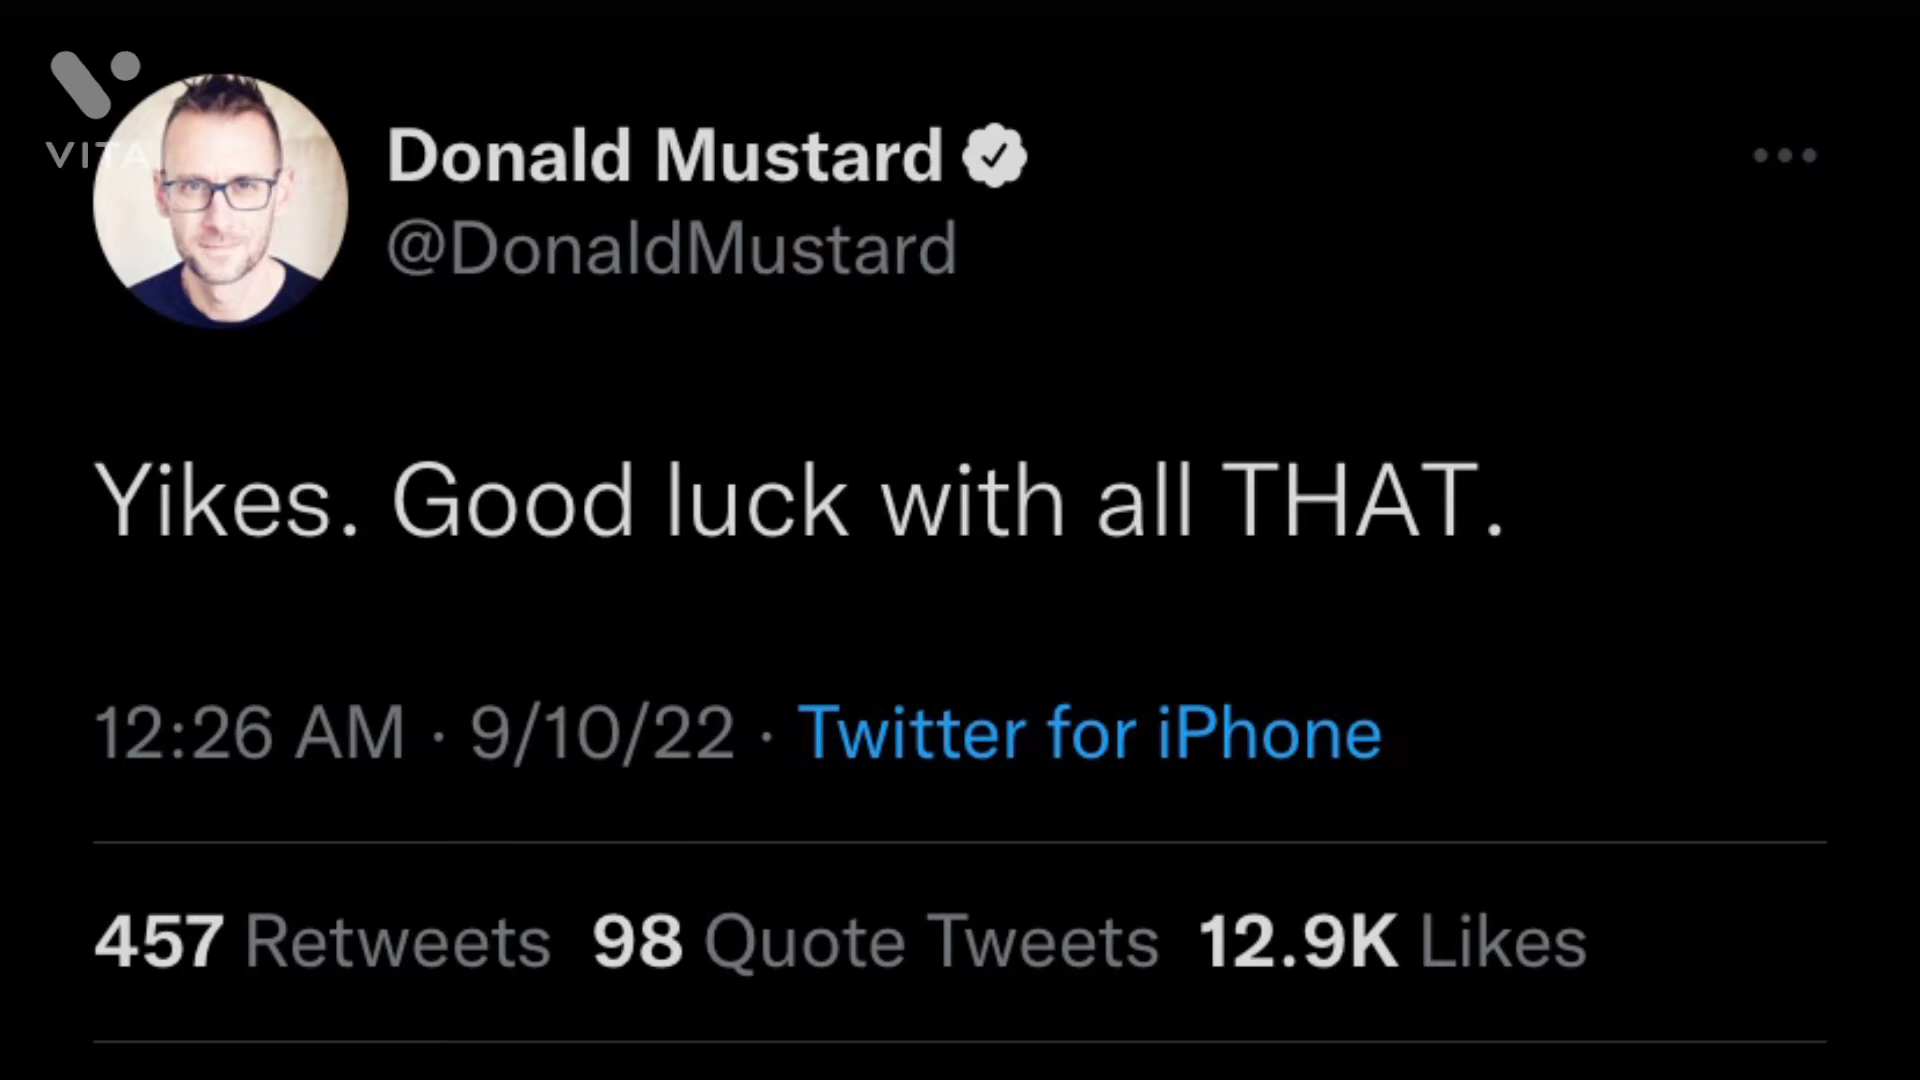 VITA
Donald Mustard
@DonaldMustard
Yikes. Good luck with all THAT.
12:26 AM · 9/10/22 · Twitter for iPhone
457 Retweets 98 Quote Tweets 12.9K Likes